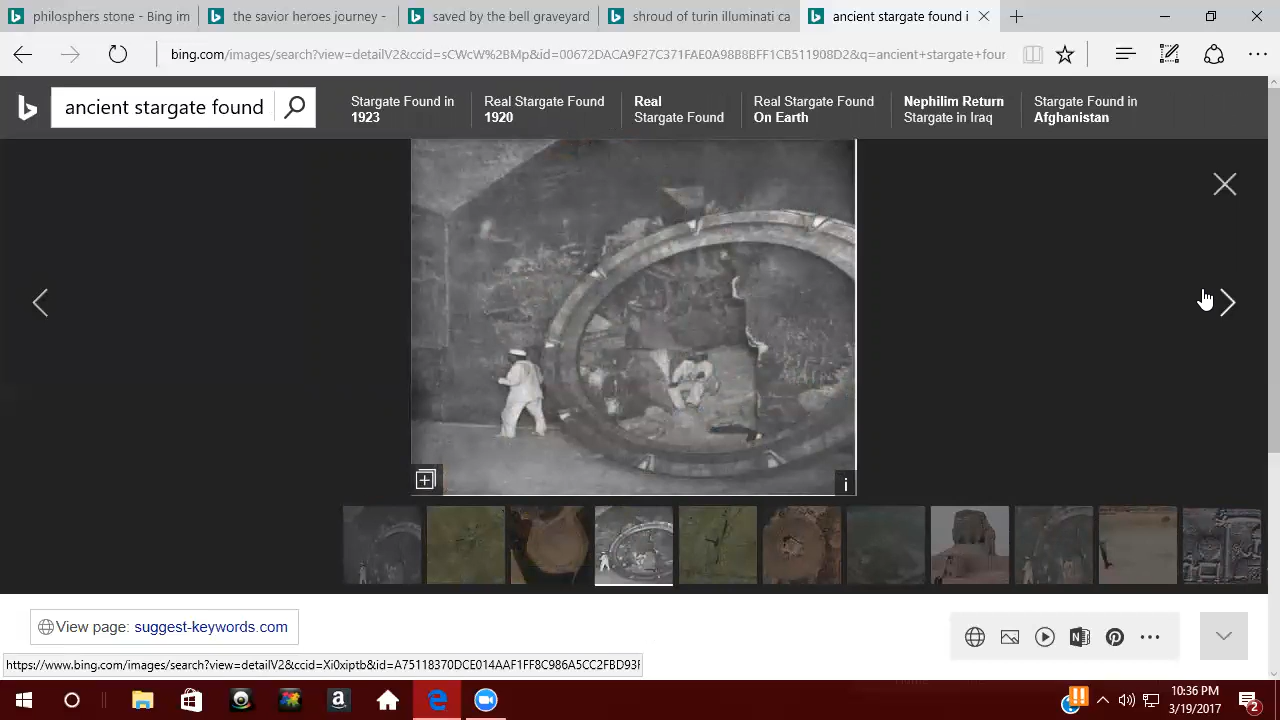 philosophers stone - Bing im
the savior heroes journey -
saved by the bell graveyard
shroud of turin illuminati ca
ancient stargate found i
bing.com/images/search?view=detailV2&ccid=sCWcW%2BMp&id=00672DACA9F27C371FAE0A98B8BFF1CB511908D2&q=ancient+stargate+four
ancient stargate found
Stargate Found in
1923
Real Stargate Found
1920
Real
Stargate Found
Real Stargate Found
On Earth
Nephilim Return
Stargate in Iraq
Stargate Found in
Afghanistan
View page: suggest-keywords.com
https://www.bing.com/images/search?view=detailV2&ccid=Xi0xiptb&id=A75118370DCE014AAF1FF8C986A5CC2FBD93F
10:36 PM
3/19/2017
2